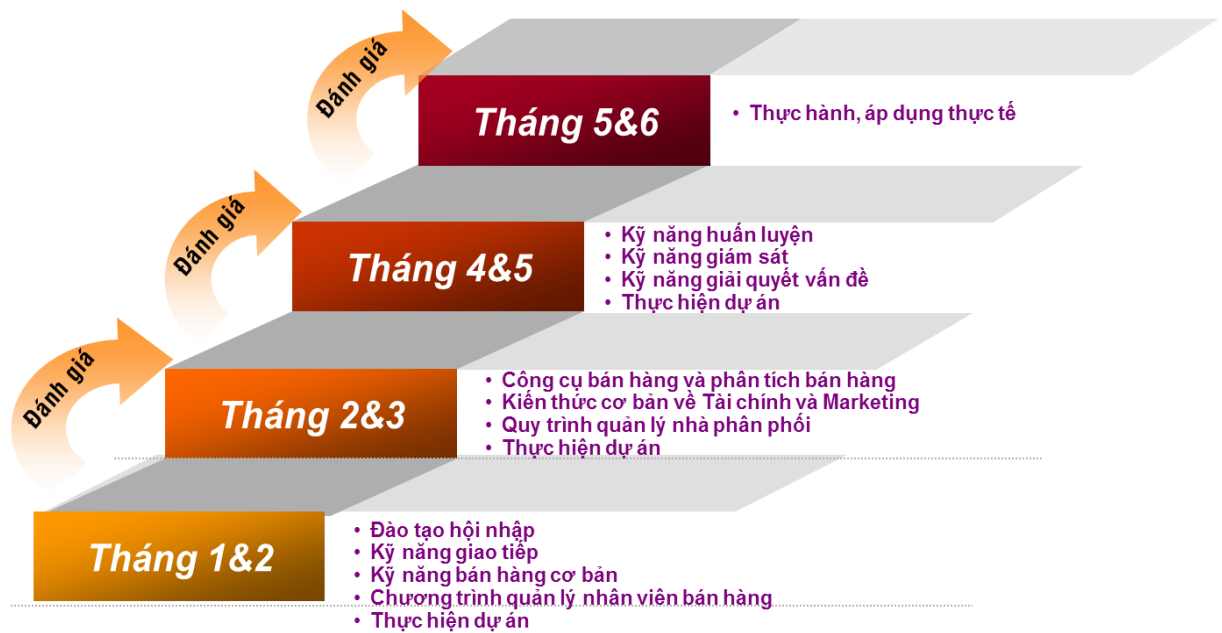 Đánh giá
Tháng 5&6
• Thực hành, áp dụng thực tế
Đánh giá
Tháng 4&5
• Kỹ năng huấn luyện
• Kỹ năng giám sát
• Kỹ năng giải quyết vấn đề
• Thực hiện dự án
Đánh giá
Tháng 2&3
• Công cụ bán hàng và phân tích bán hàng
• Kiến thức cơ bản về Tài chính và Marketing
• Quy trình quản lý nhà phân phối
• Thực hiện dự án
Tháng 1&2
• Đào tạo hội nhập
• Kỹ năng giao tiếp
• Kỹ năng bán hàng cơ bản
• Chương trình quản lý nhân viên bán hàng
• Thực hiện dự án